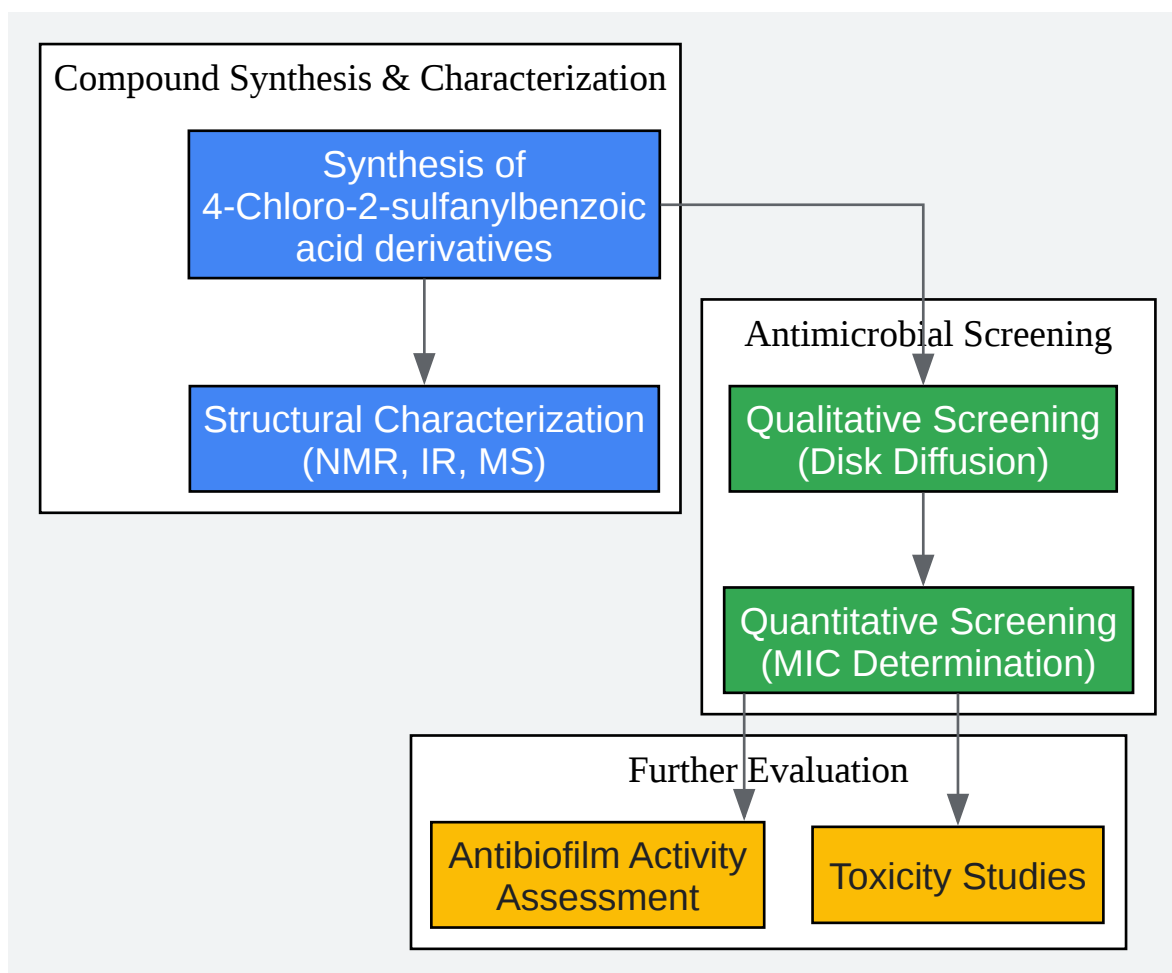 Compound Synthesis & Characterization
Synthesis of
4-Chloro-2-sulfanylbenzoic
acid derivatives
Structural Characterization
(NMR, IR, MS)
Antimicrobial Screening
Qualitative Screening
(Disk Diffusion)
Quantitative Screening
(MIC Determination)
Further Evaluation
Antibiofilm Activity
Assessment
Toxicity Studies